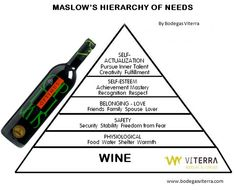 MASLOW'S HIERARCHY OF NEEDS
By Bodegas Viterra
SELF-
ACTUALIZATION
Pursue Inner Talent
Creativity Fulfillment
SELF-ESTEEM
Achievement Mastery
Recognition Respect
BELONGING - LOVE
Friends Family Spouse Lover
SAFETY
Security Stability Freedom from Fear
PHYSIOLOGICAL
Food Water Shelter Warmth
WINE
VITERRA
www.bodegasviterra.com